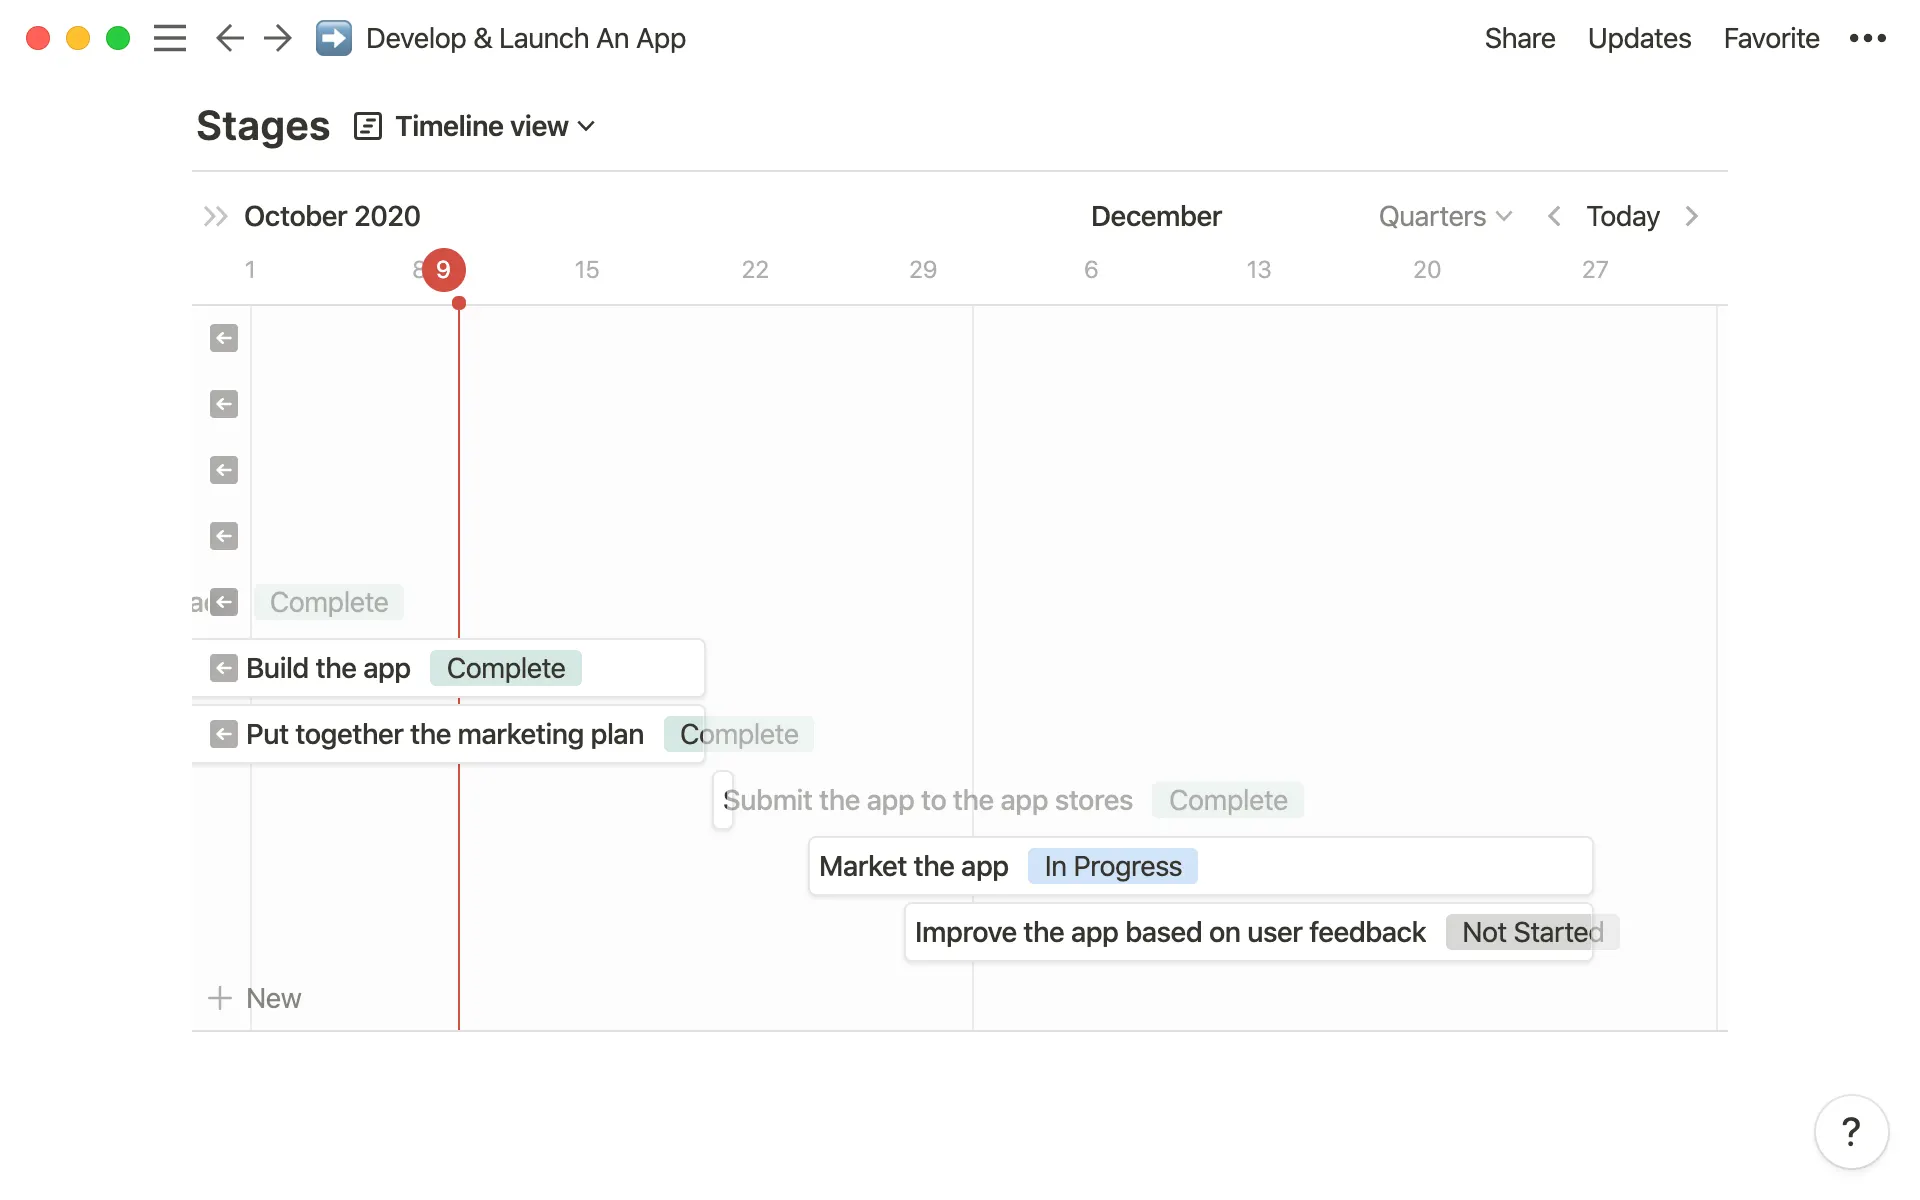 Develop & Launch An App
Share Updates Favorite
Stages Timeline view
October 2020 December Quarters Today
1 8 9 15 22 29 6 13 20 27
Complete
Build the app Complete
Put together the marketing plan Complete
Submit the app to the app stores Complete
Market the app In Progress
Improve the app based on user feedback Not Started
New
?